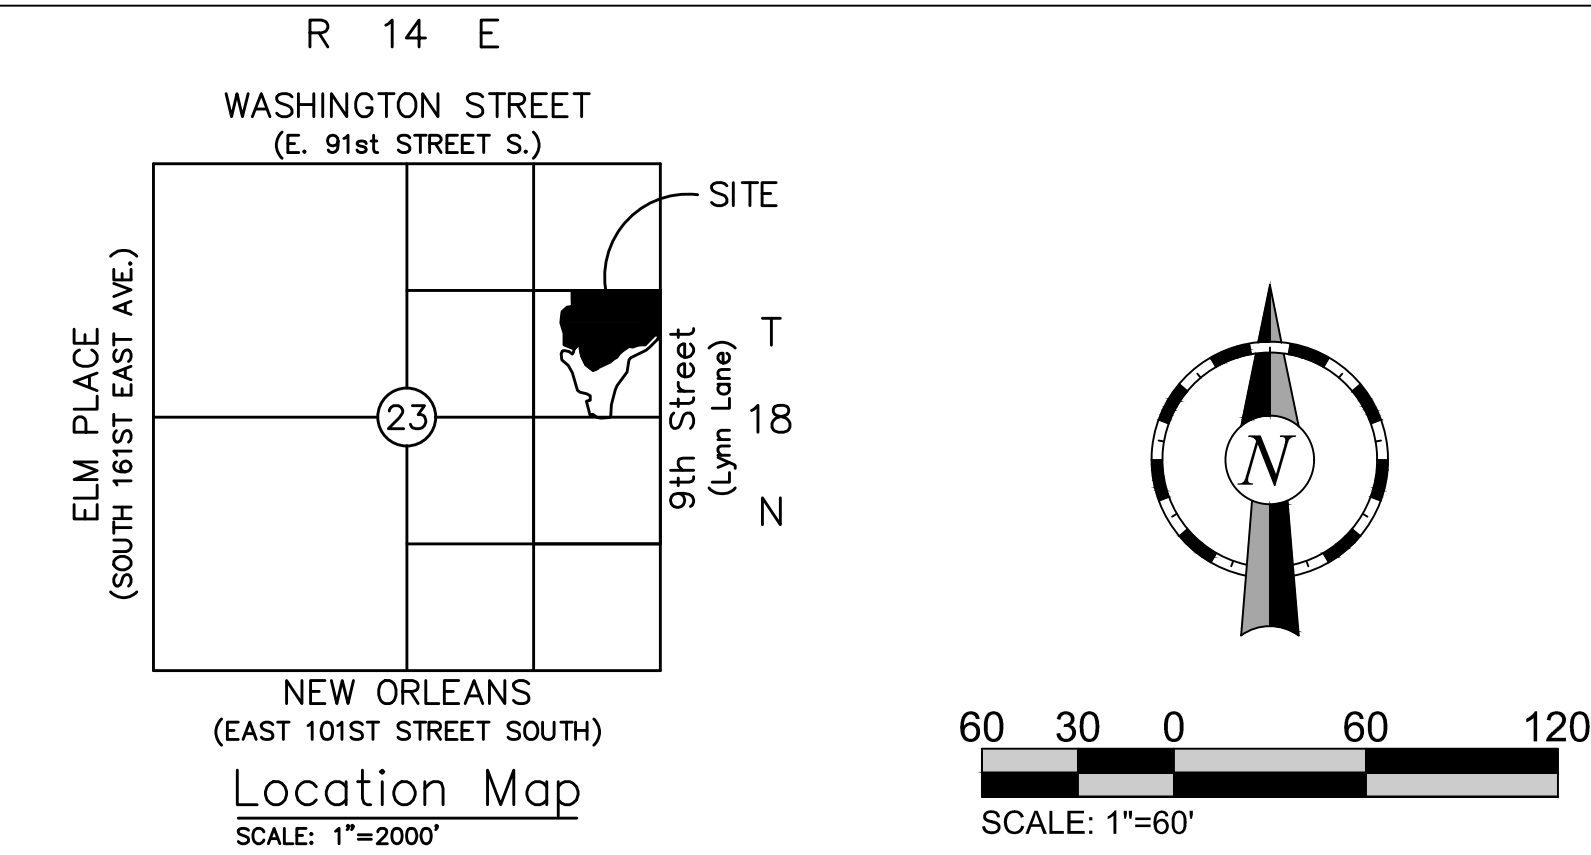 R 14 E
WASHINGTON STREET
(E. 91st STREET S.)
SITE
ELM PLACE
(SOUTH 161ST EAST AVE.)
23
9th Street
(Lynn Lane)
T
18
N
NEW ORLEANS
(EAST 101ST STREET SOUTH)
Location Map
SCALE: 1"=2000'
N
60 30 0 60 120
SCALE: 1"=60'